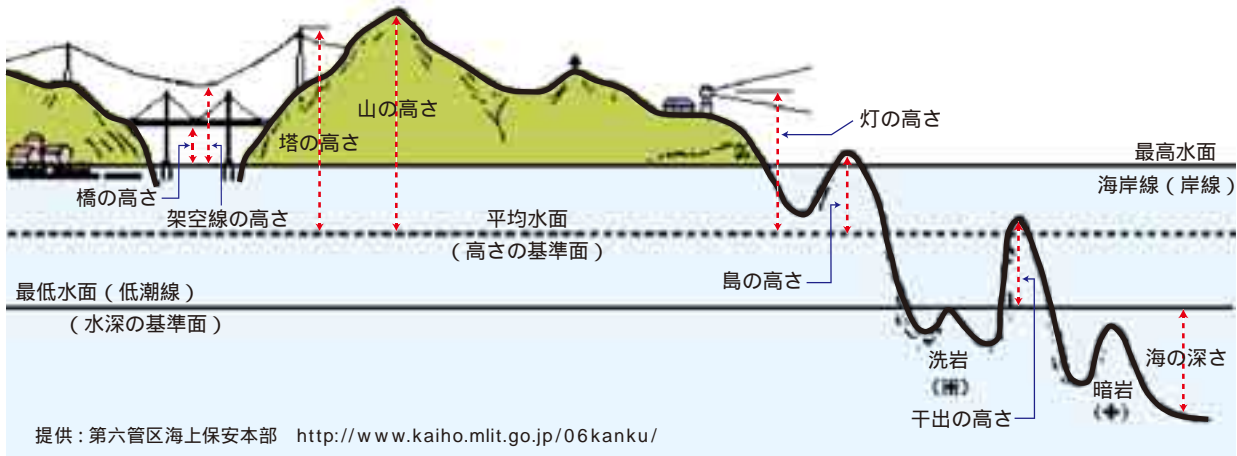 山の高さ
塔の高さ
灯の高さ
最高水面
海岸線（岸線）
橋の高さ
架空線の高さ
平均水面
（高さの基準面）
島の高さ
最低水面（低潮線）
（水深の基準面）
洗岩
海の深さ
暗岩
(+)
干出の高さ
提供：第六管区海上保安本部 http://www.kaiho.mlit.go.jp/06kanku/